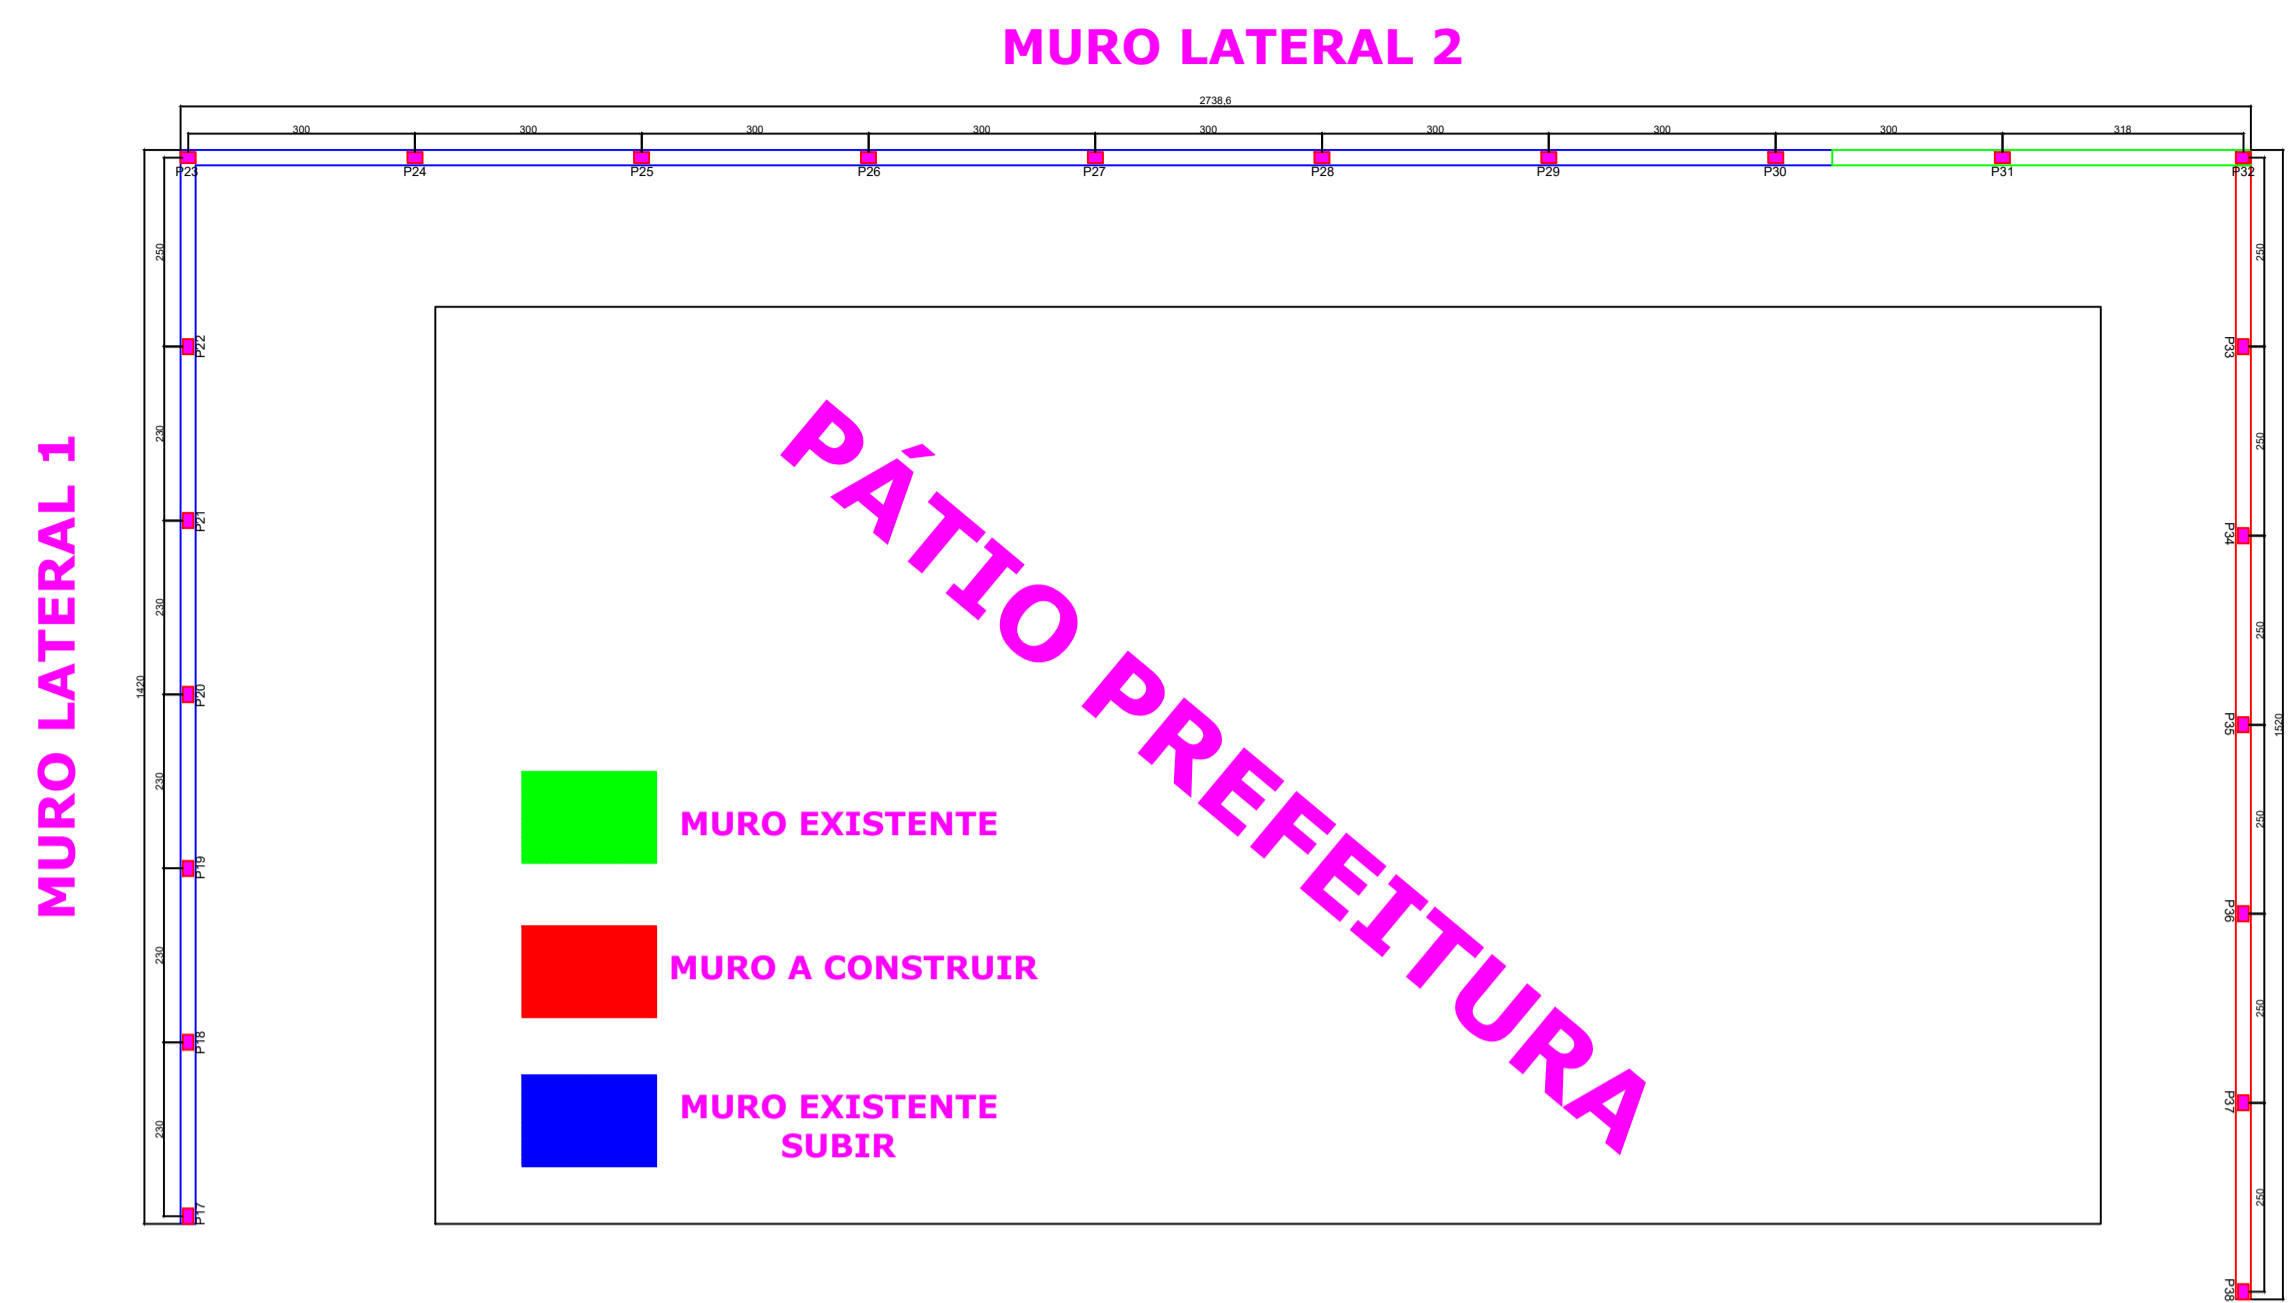 MURO LATERAL 2
2738,6
300 300 300 300 300 300 300 300 318
P23 P24 P25 P26 P27 P28 P29 P30 P31 P32
MURO LATERAL 1
1420
250
P22
230
P21
230
P20
230
P19
230
P18
230
P17
PÁTIO PREFEITURA
MURO EXISTENTE
MURO A CONSTRUIR
MURO EXISTENTE
SUBIR
250
P33
250
P34
250
P35
250
P36
250
P37
250
P38
1520